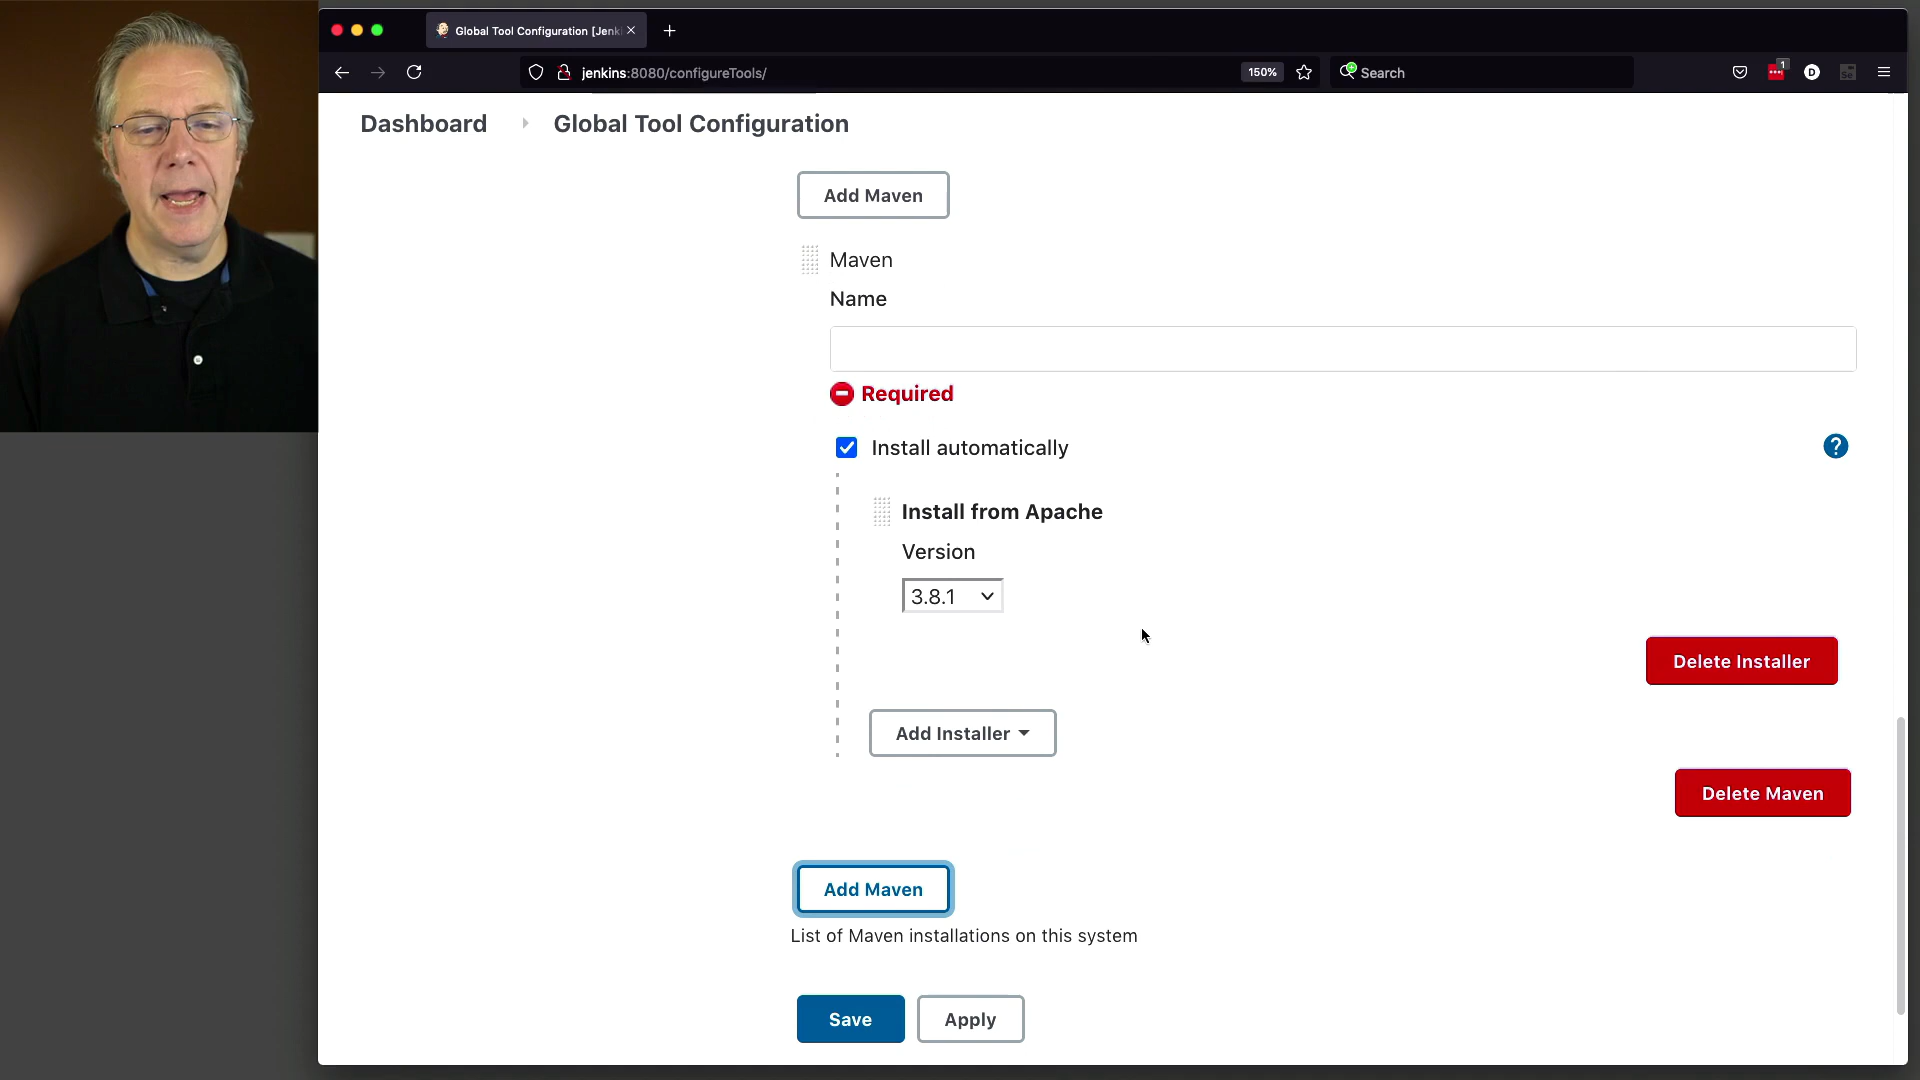 Global Tool Configuration [Jenk
jenkins:8080/configureTools/
150%
Search
1
D
Dashboard
Global Tool Configuration
Add Maven
Maven
Name
Required
Install automatically
?
Install from Apache
Version
3.8.1
Delete Installer
Add Installer
Delete Maven
Add Maven
List of Maven installations on this system
Save
Apply